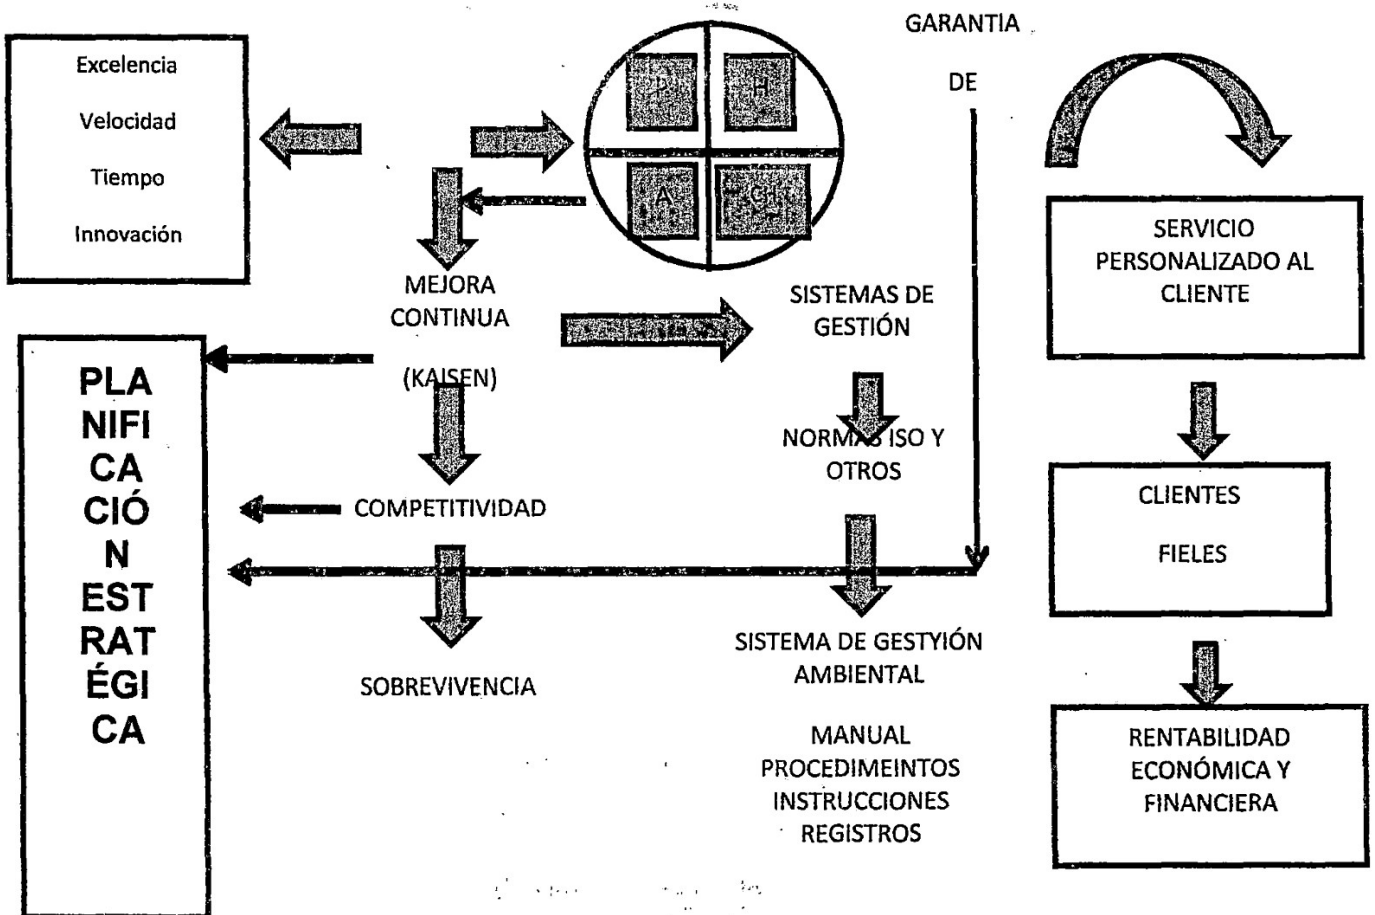 GARANTIA
DE
Excelencia
Velocidad
Tiempo
Innovación
H
A
CH
MEJORA
CONTINUA
(KAISEN)
COMPETITIVIDAD
SOBREVIVENCIA
PLA
NIFI
CA
CIÓ
N
EST
RAT
ÉGI
CA
SISTEMAS DE
GESTIÓN
NORMAS ISO Y
OTROS
SISTEMA DE GESTYIÓN
AMBIENTAL
MANUAL
PROCEDIMEINTOS
INSTRUCCIONES
REGISTROS
SERVICIO
PERSONALIZADO AL
CLIENTE
CLIENTES
FIELES
RENTABILIDAD
ECONÓMICA Y
FINANCIERA